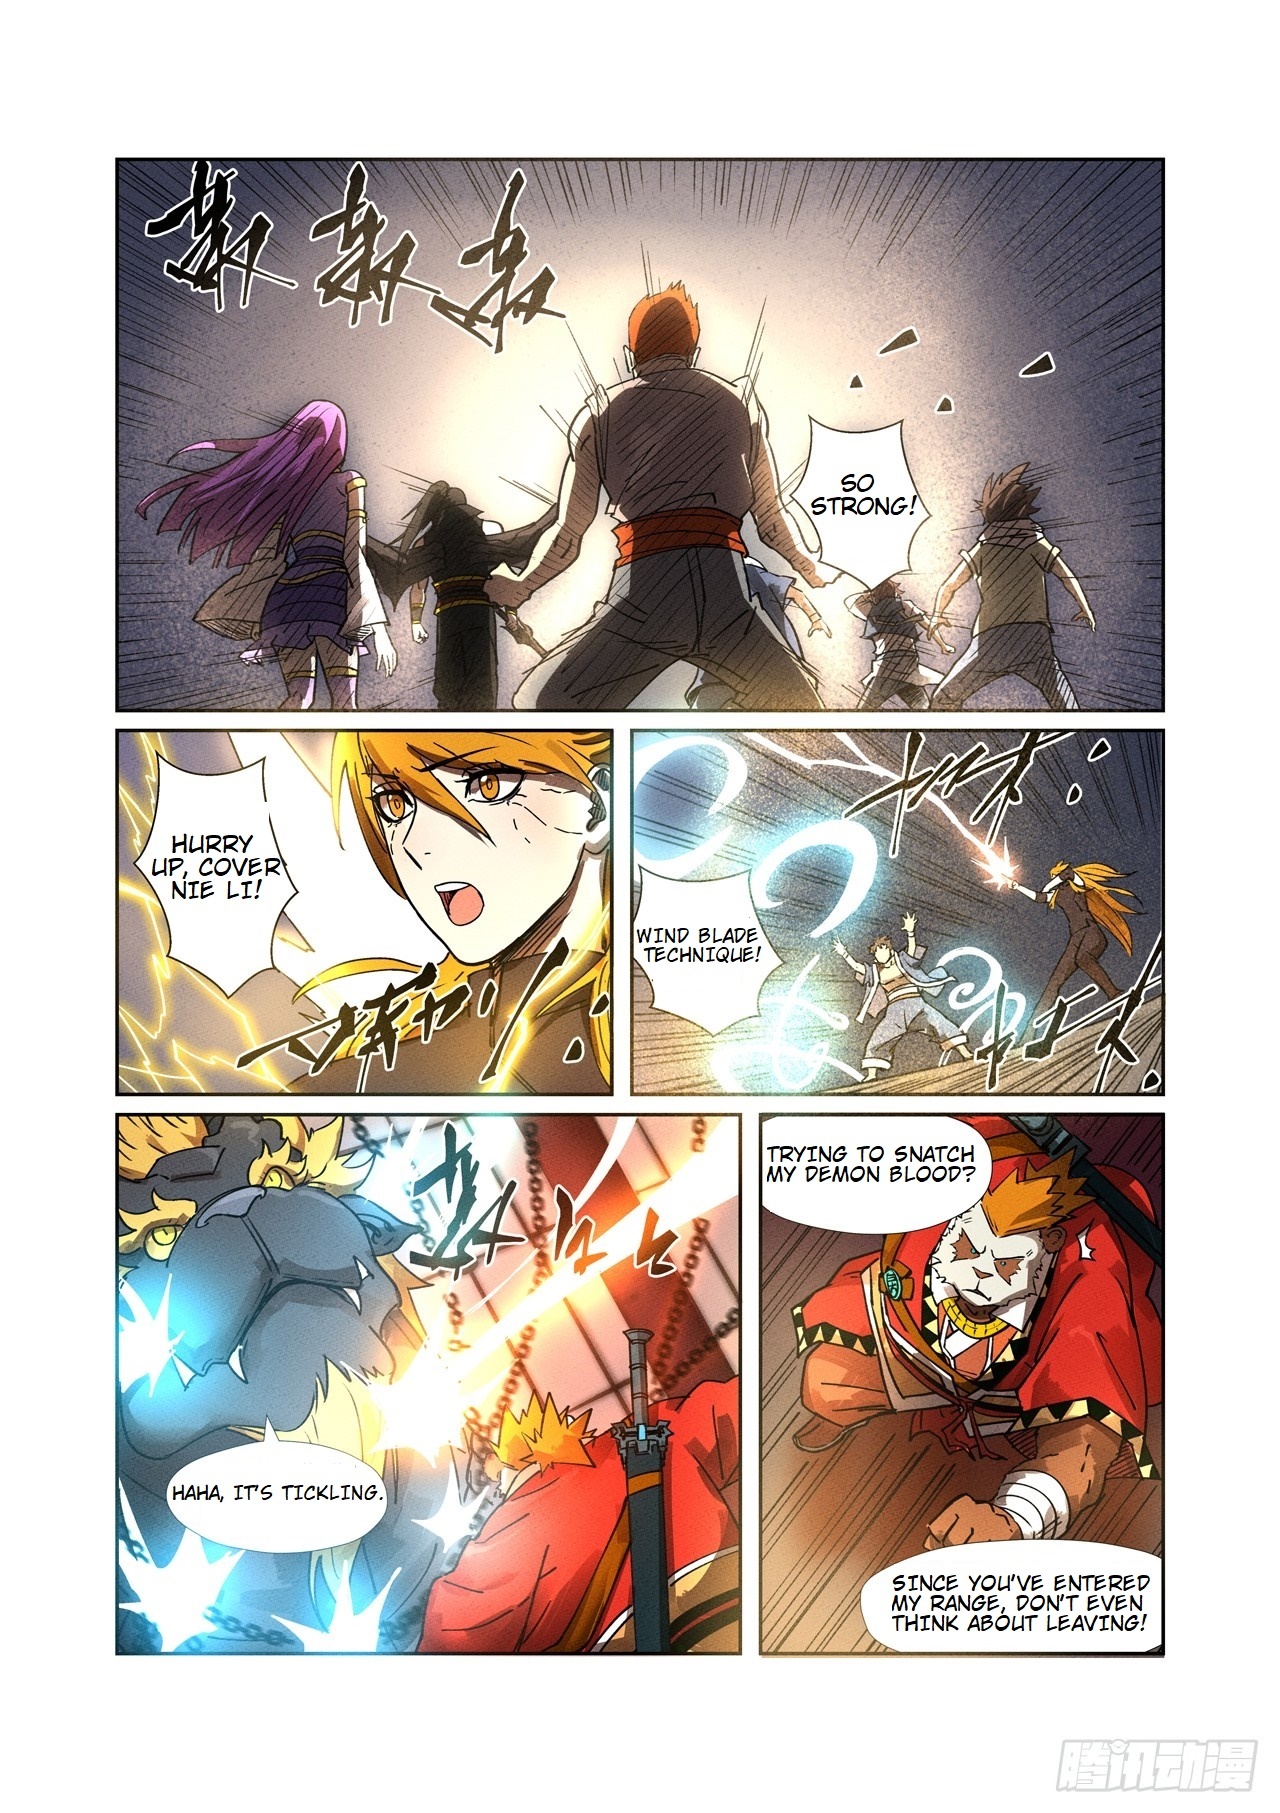 SO
STRONG!
HURRY
UP, COVER
NIE LI!
WIND BLADE
TECHNIQUE!
HAHA, IT'S TICKLING.
TRYING TO SNATCH
MY DEMON BLOOD?
SINCE YOU'VE ENTERED
MY RANGE, DON'T EVEN
THINK ABOUT LEAVING!
腾讯动漫